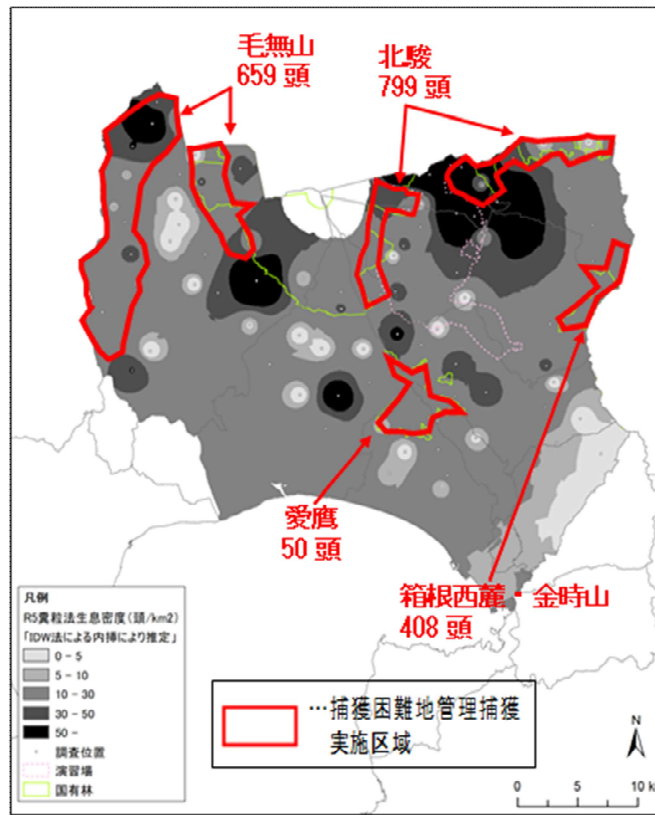 毛無山
659 頭
北駿
799 頭
愛鷹
50 頭
箱根西麓・金時山
408 頭
凡例
R5糞粒法生息密度(頭/km2)
「IDW法による内挿により推定」
0 - 5
5 - 10
10 - 30
30 - 50
50 -
調査位置
演習場
国有林
…捕獲困難地管理捕獲
実施区域
N
0 5 10 k